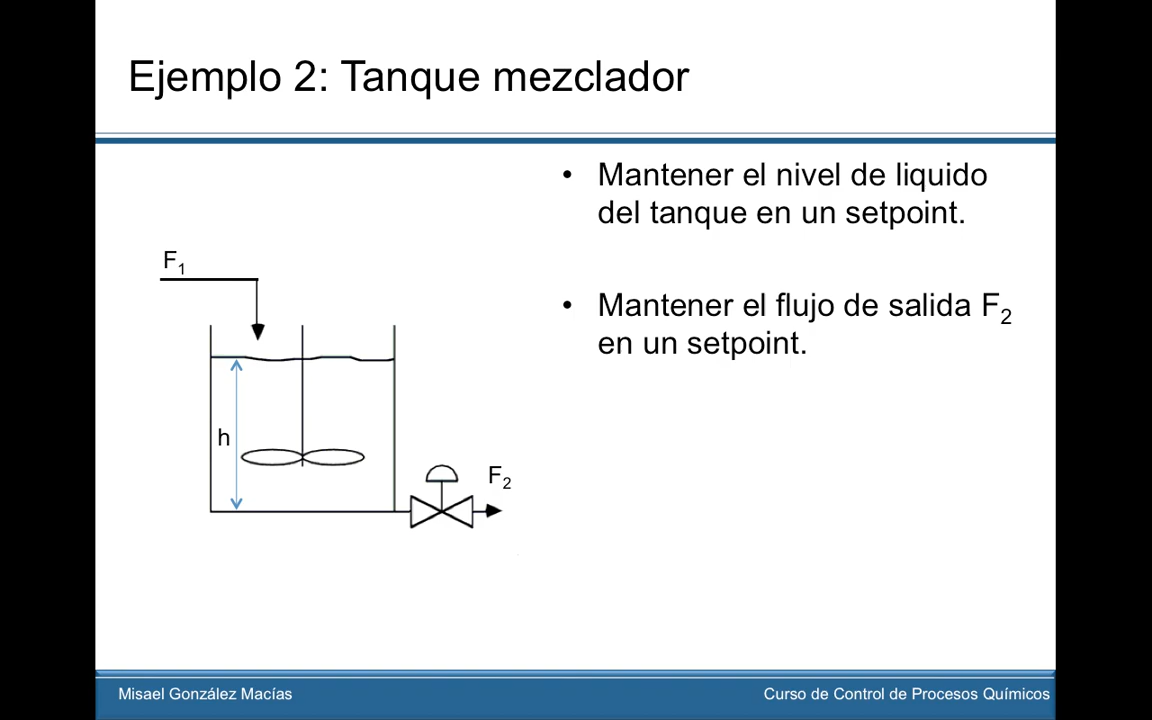 Ejemplo 2: Tanque mezclador
• Mantener el nivel de liquido
del tanque en un setpoint.
• Mantener el flujo de salida F₂
en un setpoint.
F₁
h
F₂
Misael González Macías
Curso de Control de Procesos Químicos